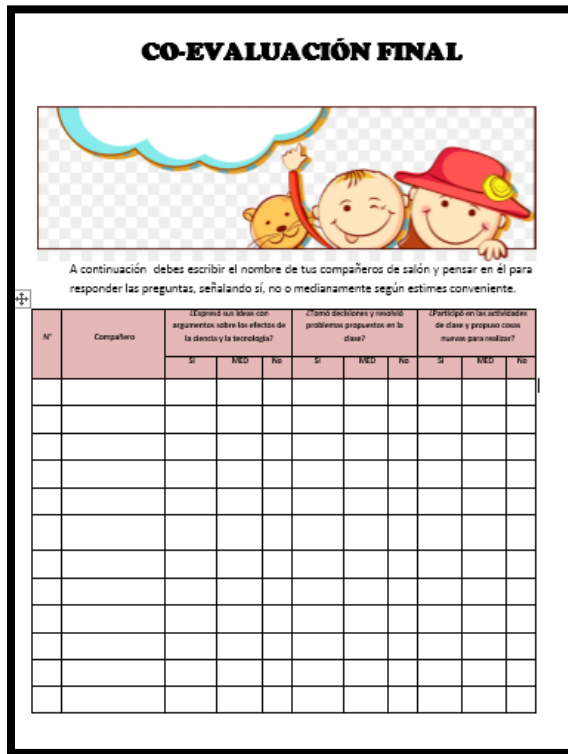 CO-EVALUACIÓN FINAL
A continuación debes escribir el nombre de tus compañeros de salón y pensar en él para
responder las preguntas, señalando sí, no o medianamente según estimes conveniente.
N° Compañero
¿Expresó sus ideas con
argumentos sobre los efectos de
la ciencia y la tecnología?
¿Tomó decisiones y resolvió
problemas propuestos en la
clase?
¿Participó en las actividades
de clase y propuso cosas
nuevas para realizar?
Si MED No Si MED No Si MED No